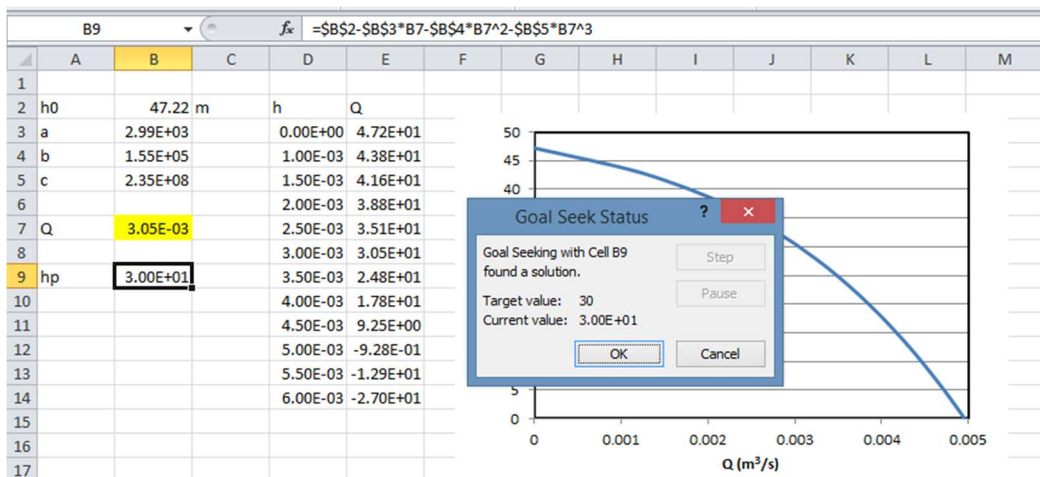 B9 fx =$B$2-$B$3*B7-$B$4*B7^2-$B$5*B7^3
A B C D E F G H I J K L M
1
2 h0 47.22 m h Q
3 a 2.99E+03 0.00E+00 4.72E+01
4 b 1.55E+05 1.00E-03 4.38E+01
5 c 2.35E+08 1.50E-03 4.16E+01
6 2.00E-03 3.88E+01
7 Q 3.05E-03 2.50E-03 3.51E+01
8 3.00E-03 3.05E+01
9 hp 3.00E+01 3.50E-03 2.48E+01
10 4.00E-03 1.78E+01
11 4.50E-03 9.25E+00
12 5.00E-03 -9.28E-01
13 5.50E-03 -1.29E+01
14 6.00E-03 -2.70E+01
15
16
17
50
45
40
5
0
0 0.001 0.002 0.003 0.004 0.005
Q (m³/s)
Goal Seek Status ? ×
Goal Seeking with Cell B9
found a solution.
Step
Target value: 30
Pause
Current value: 3.00E+01
OK Cancel